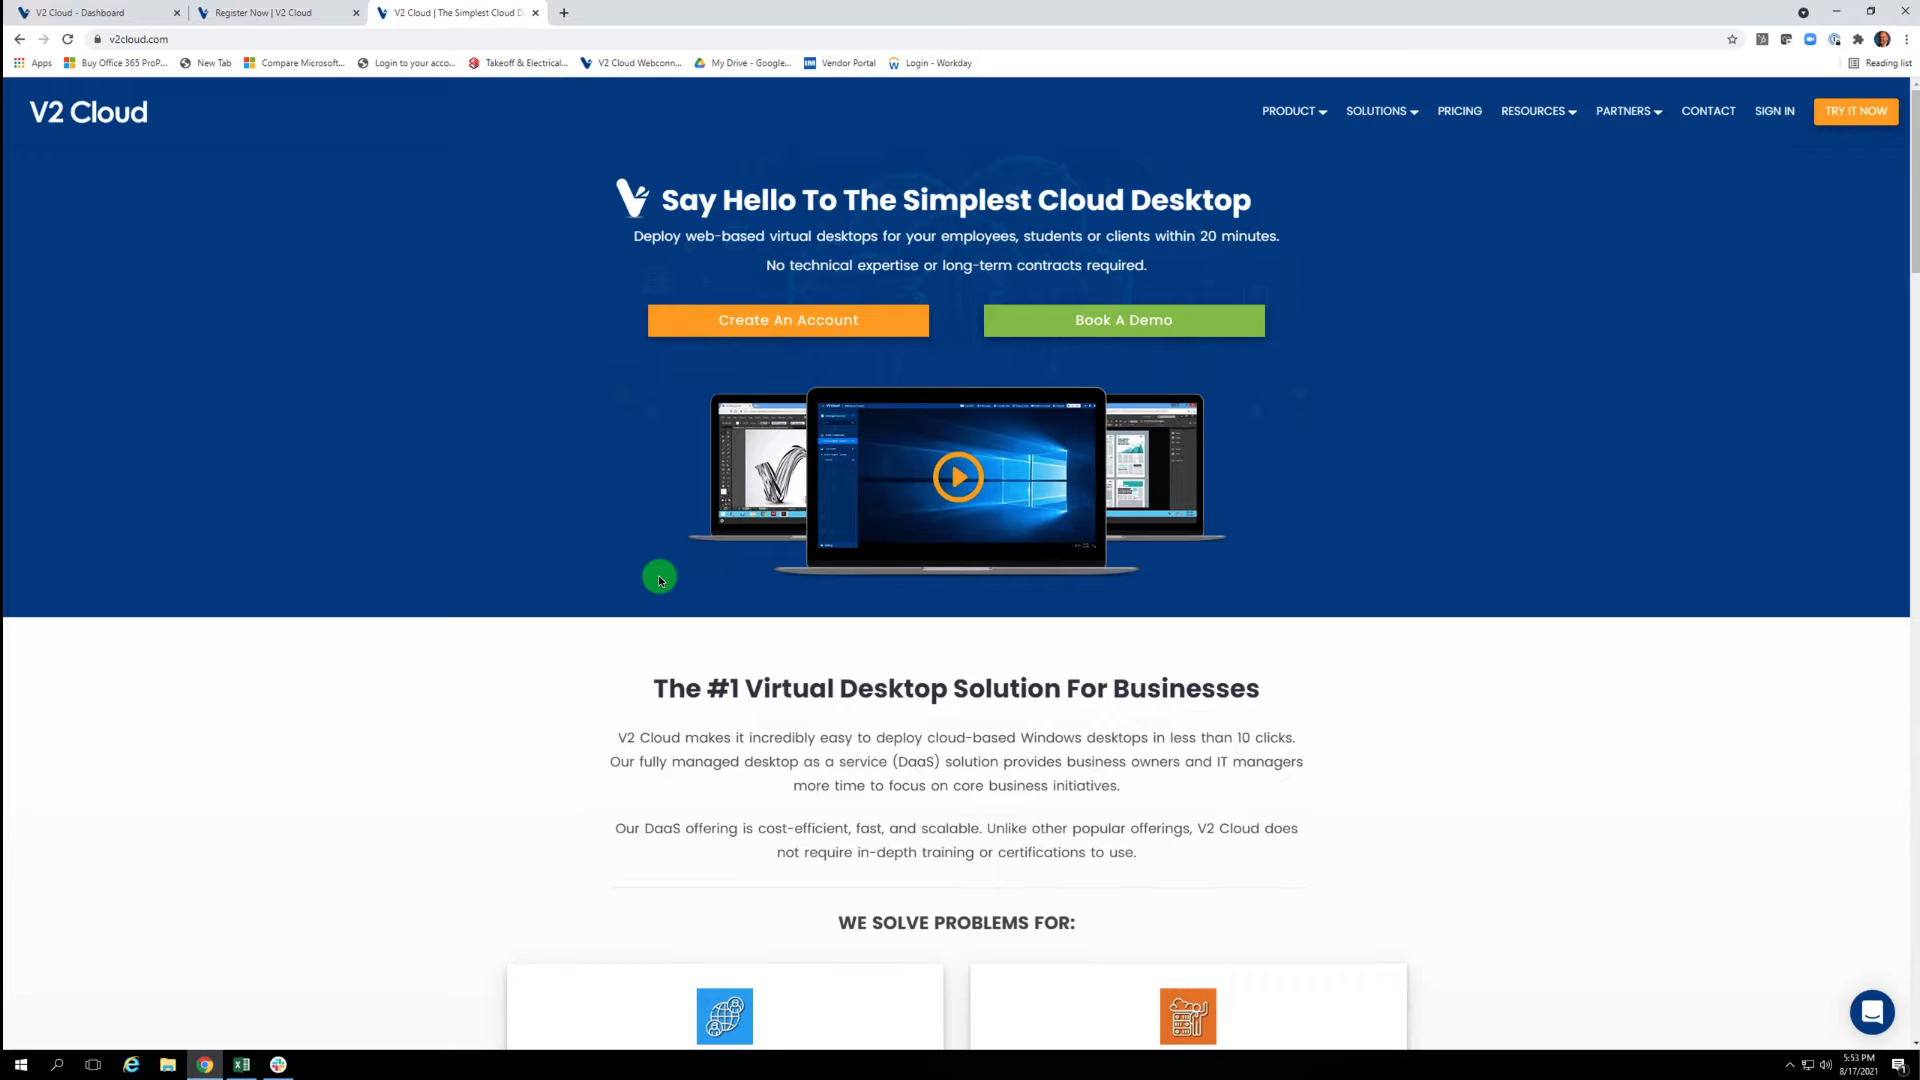 V2 Cloud - Dashboard
Register Now | V2 Cloud
V2 Cloud | The Simplest Cloud D
v2cloud.com
Apps
Buy Office 365 ProP...
New Tab
Compare Microsoft...
Login to your acco...
Takeoff & Electrical...
V2 Cloud Webconn...
My Drive - Google...
Vendor Portal
Login - Workday
Reading list
V2 Cloud
PRODUCT
SOLUTIONS
PRICING
RESOURCES
PARTNERS
CONTACT
SIGN IN
TRY IT NOW
Say Hello To The Simplest Cloud Desktop
Deploy web-based virtual desktops for your employees, students or clients within 20 minutes.
No technical expertise or long-term contracts required.
Create An Account
Book A Demo
The #1 Virtual Desktop Solution For Businesses
V2 Cloud makes it incredibly easy to deploy cloud-based Windows desktops in less than 10 clicks.
Our fully managed desktop as a service (DaaS) solution provides business owners and IT managers
more time to focus on core business initiatives.
Our DaaS offering is cost-efficient, fast, and scalable. Unlike other popular offerings, V2 Cloud does
not require in-depth training or certifications to use.
WE SOLVE PROBLEMS FOR:
5:53 PM
8/17/2021